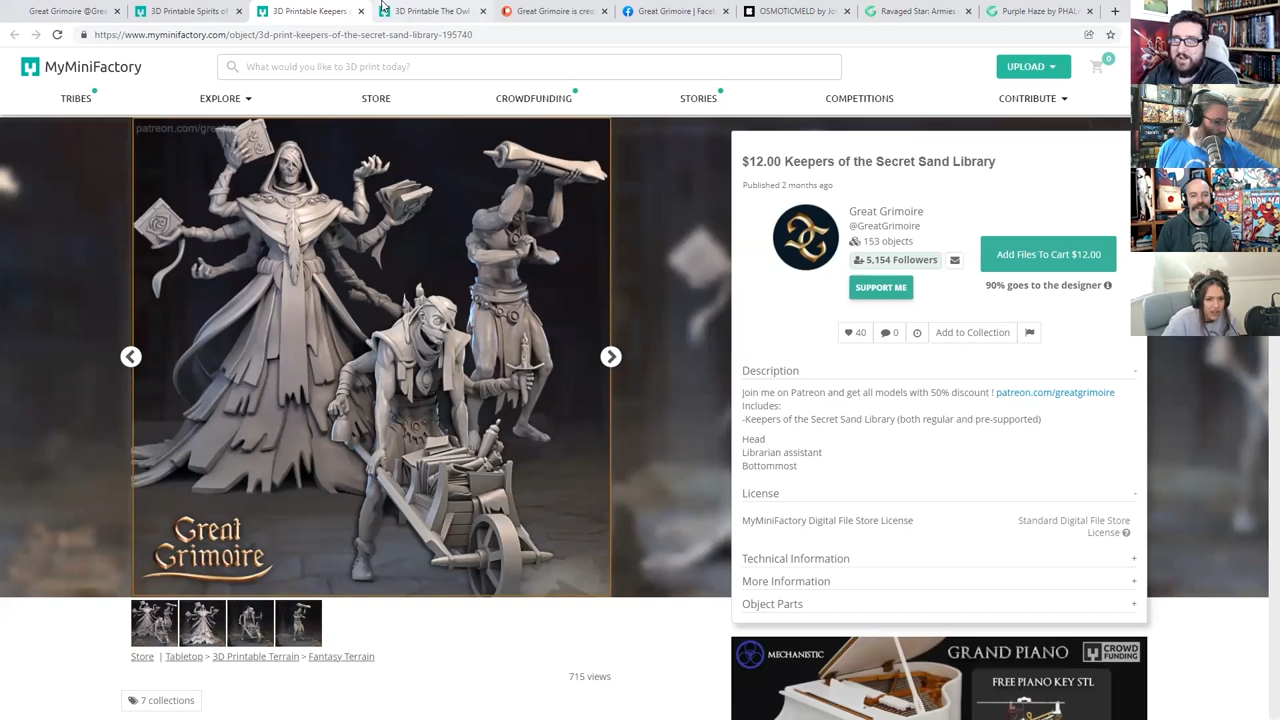 Great Grimoire (@Grea
3D Printable Spirits of
3D Printable Keepers
3D Printable The Owl
Great Grimoire is crea
Great Grimoire | Face
OSMOTICMELD by Jo
Ravaged Star: Armies
Purple Haze by PHAL
https://www.myminifactory.com/object/3d-print-keepers-of-the-secret-sand-library-195740
MyMiniFactory
What would you like to 3D print today?
UPLOAD
0
TRIBES
EXPLORE
STORE
CROWDFUNDING
STORIES
COMPETITIONS
CONTRIBUTE
$12.00 Keepers of the Secret Sand Library
Published 2 months ago
Great Grimoire
@GreatGrimoire
153 objects
5,154 Followers
SUPPORT ME
Add Files To Cart $12.00
90% goes to the designer
40
0
Add to Collection
Description -
Join me on Patreon and get all models with 50% discount ! patreon.com/greatgrimoire
Includes:
-Keepers of the Secret Sand Library (both regular and pre-supported)
Head
Librarian assistant
Bottommost
License -
MyMiniFactory Digital File Store License
Standard Digital File Store
License
Technical Information +
More Information +
Object Parts +
Great
Grimoire
Store | Tabletop > 3D Printable Terrain > Fantasy Terrain
715 views
7 collections
MECHANISTIC
GRAND PIANO
CROWD
FUNDING
FREE PIANO KEY STL
IRON MAN